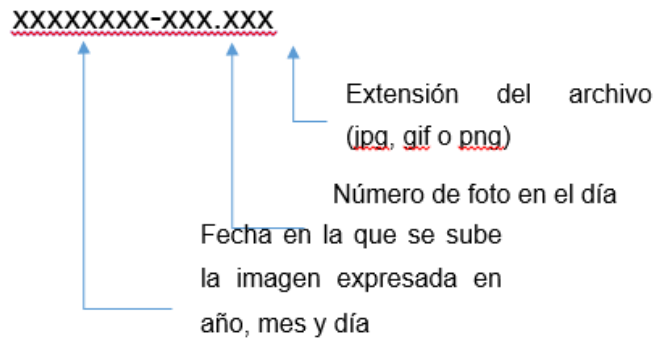 xxxxxxxx-xxx.xxx
Extensión del archivo
(jpg, gif o png)
Número de foto en el día
Fecha en la que se sube
la imagen expresada en
año, mes y día